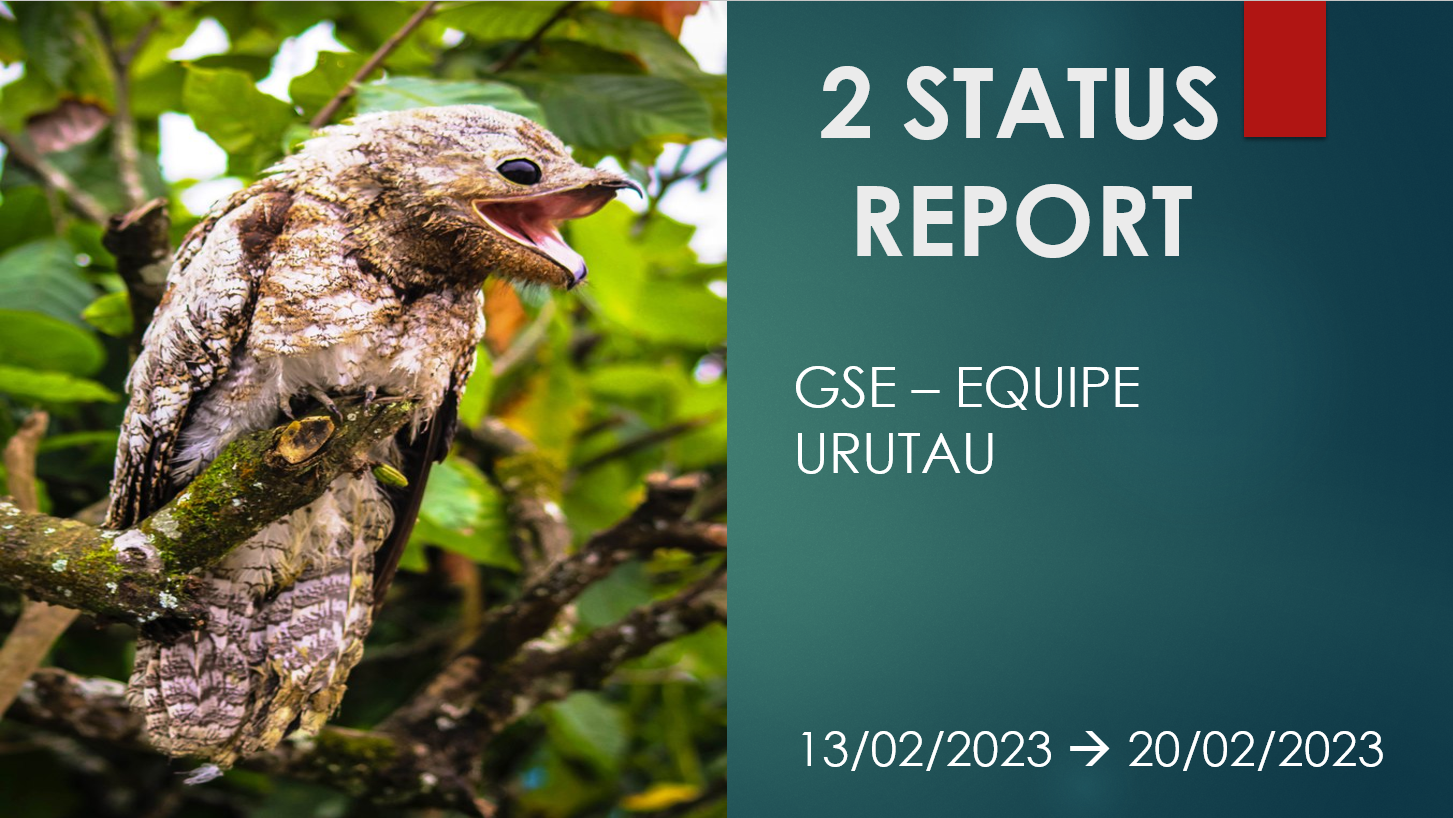 2 STATUS
REPORT
GSE – EQUIPE
URUTAU
13/02/2023 → 20/02/2023